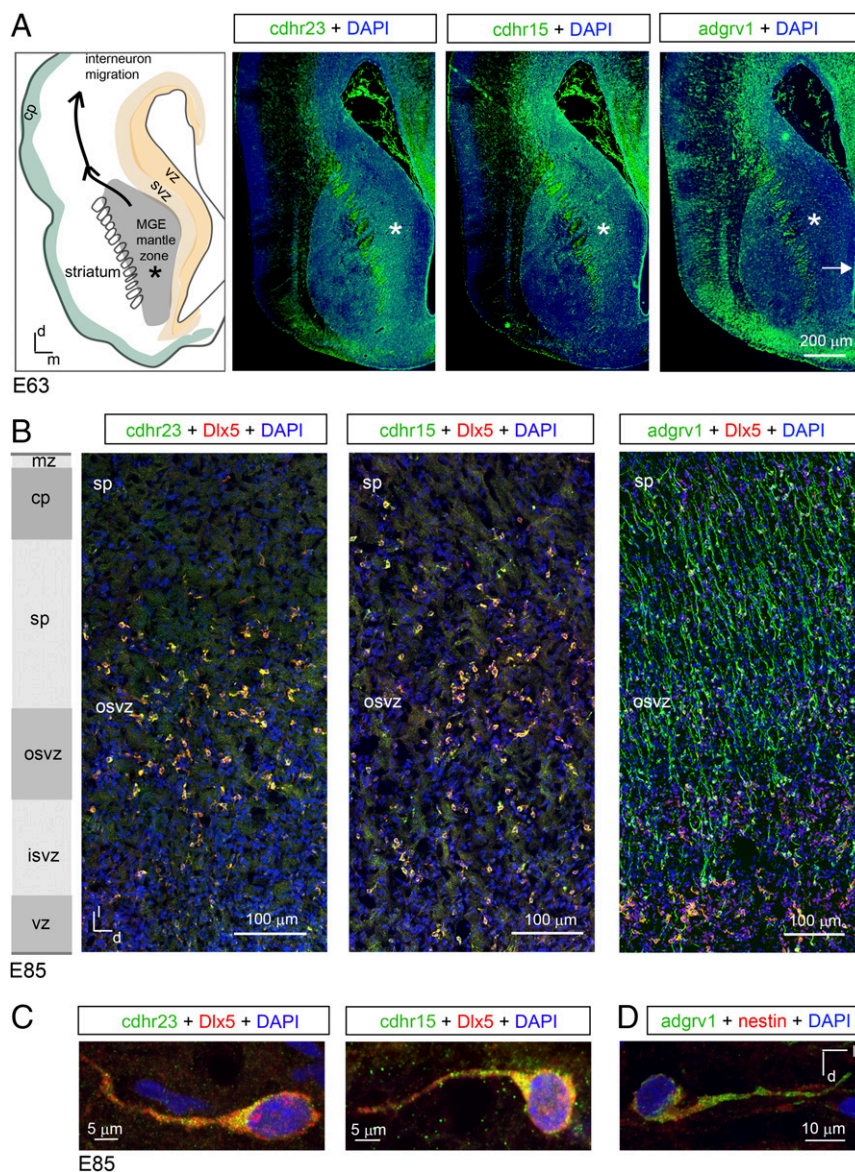 A
cdhr23 + DAPI
cdhr15 + DAPI
adgrv1 + DAPI
interneuron
migration
cp
vz
svz
MGE
mantle
zone
*
striatum
d
m
*
*
*
200 μm
E63
B
cdhr23 + Dlx5 + DAPI
cdhr15 + Dlx5 + DAPI
adgrv1 + Dlx5 + DAPI
mz
cp
sp
osvz
isvz
vz
sp
osvz
l
d
100 μm
sp
osvz
100 μm
sp
osvz
100 μm
E85
C
cdhr23 + Dlx5 + DAPI
cdhr15 + Dlx5 + DAPI
D
adgrv1 + nestin + DAPI
5 μm
5 μm
l
d
10 μm
E85